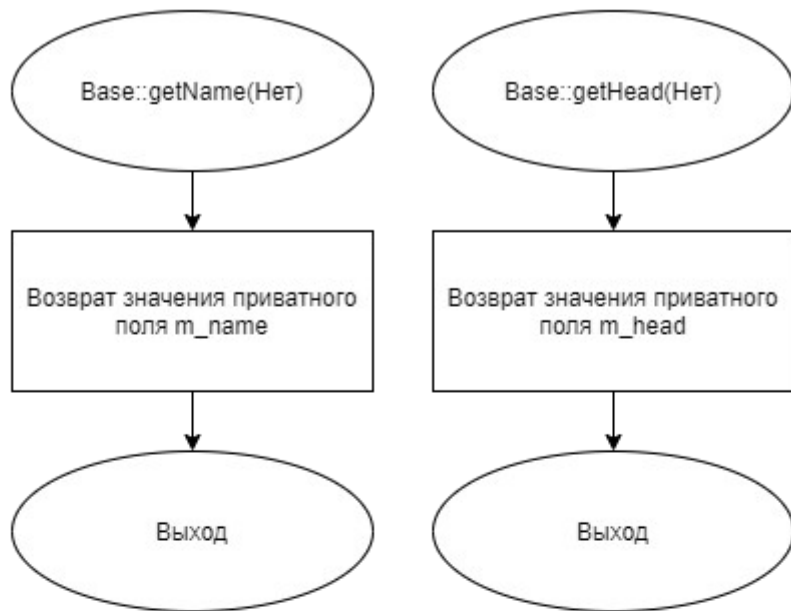 Base::getName(Нет)
Возврат значения приватного
поля m_name
Выход
Base::getHead(Нет)
Возврат значения приватного
поля m_head
Выход